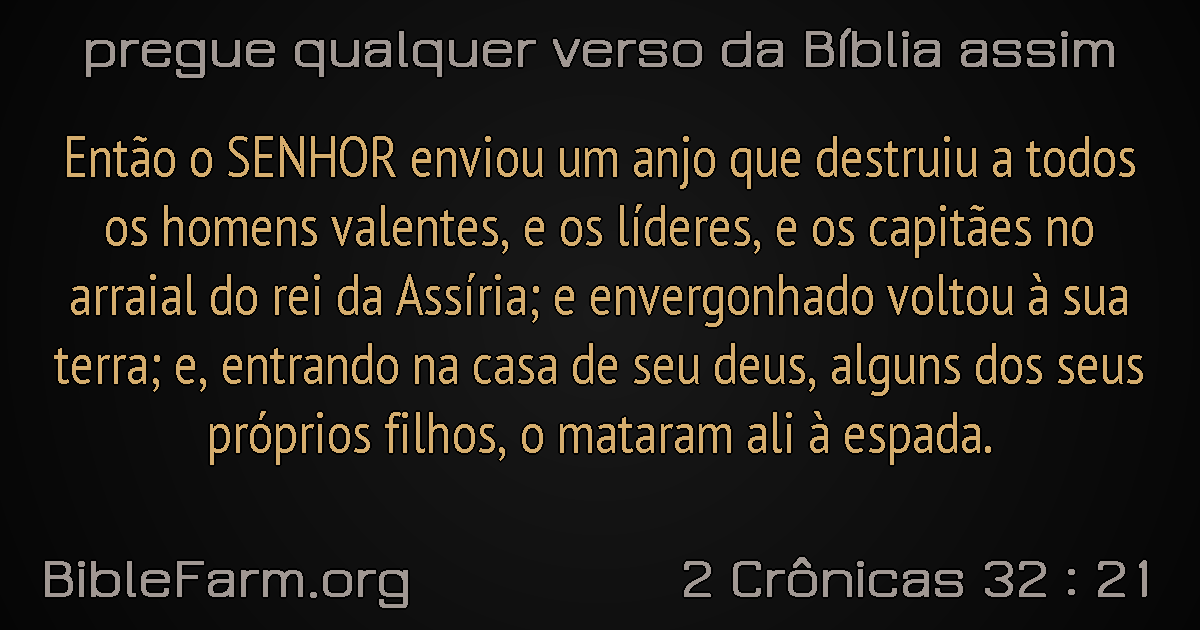 pregue qualquer verso da Bíblia assim
Então o SENHOR enviou um anjo que destruiu a todos
os homens valentes, e os líderes, e os capitães no
arraial do rei da Assíria; e envergonhado voltou à sua
terra; e, entrando na casa de seu deus, alguns dos seus
próprios filhos, o mataram ali à espada.
BibleFarm.org
2 Crônicas 32 : 21